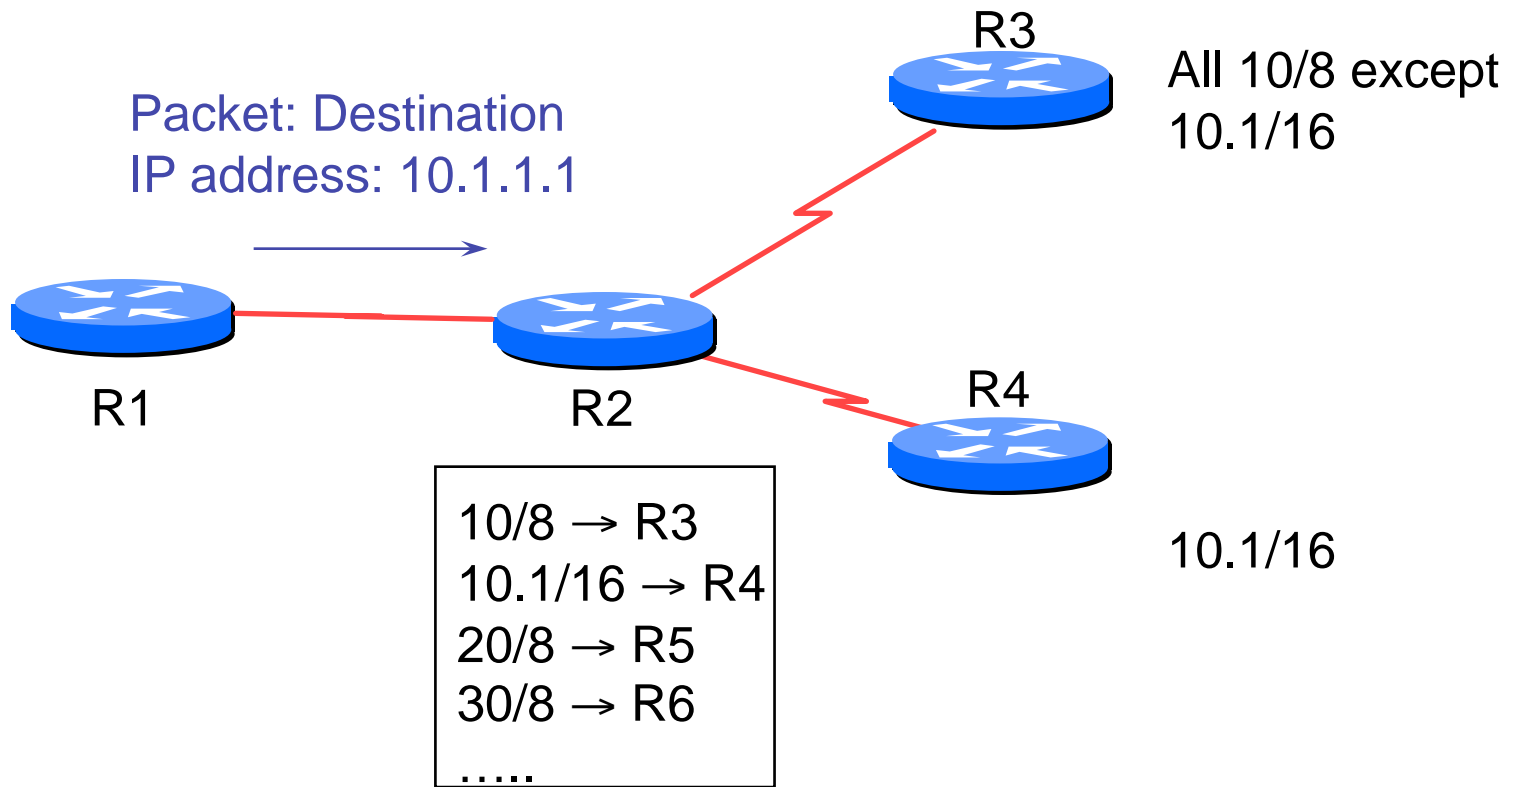 R3
All 10/8 except
10.1/16
Packet: Destination
IP address: 10.1.1.1
R1
R2
R4
10/8 → R3
10.1/16 → R4
20/8 → R5
30/8 → R6
…..
10.1/16